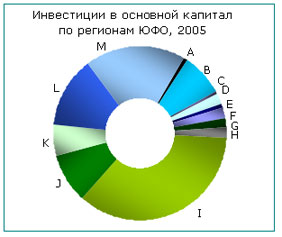 Инвестиции в основной капитал
по регионам ЮФО, 2005
M
A
B
C
D
E
F
G
H
I
J
K
L